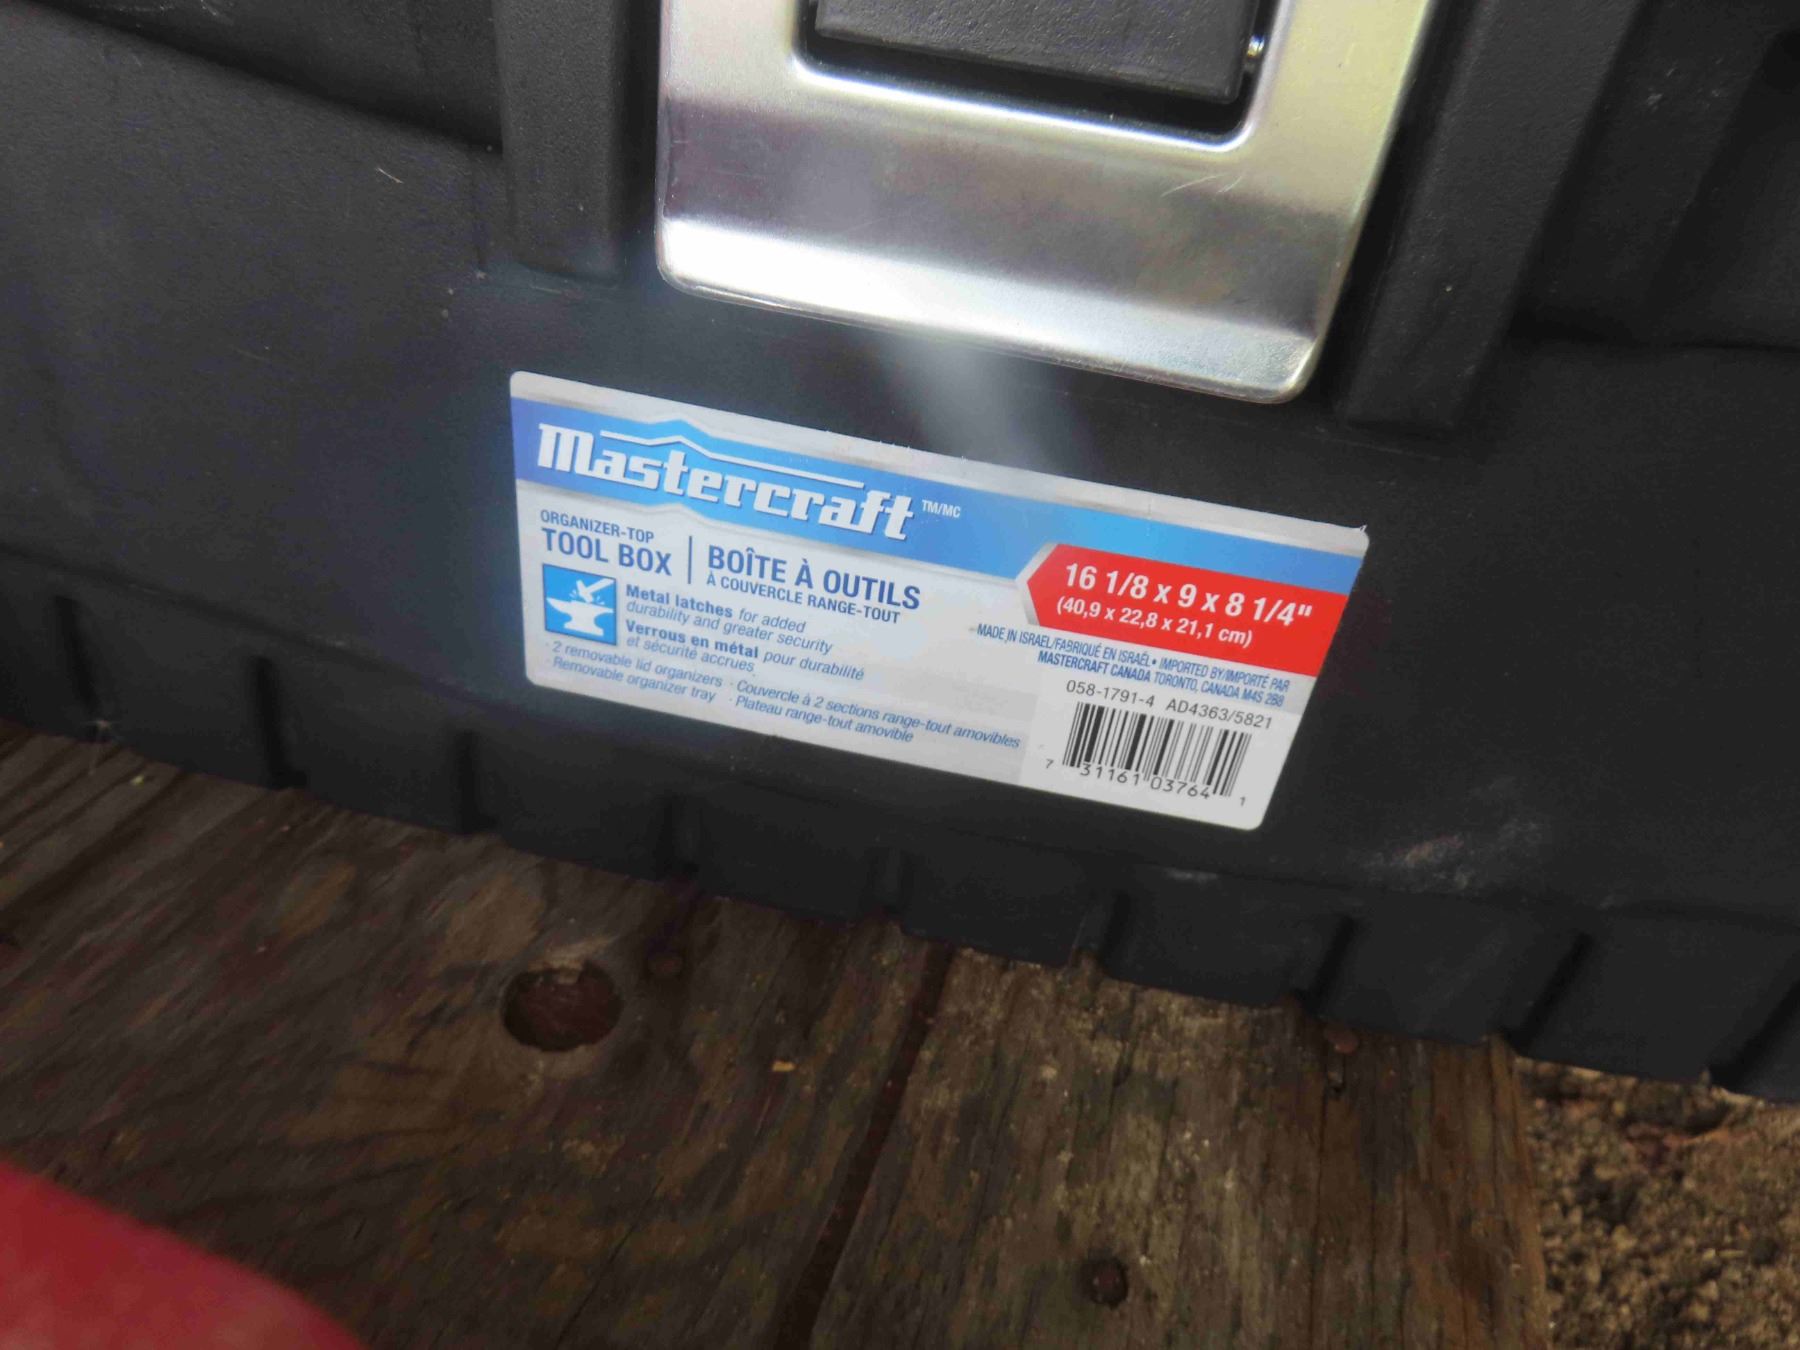 Mastercraft TM/MC
ORGANIZER-TOP
TOOL BOX
BOÎTE À OUTILS
À COUVERCLE RANGE-TOUT
Metal latches for added
durability and greater security
Verrous en métal pour durabilité
et sécurité accrues
· 2 removable lid organizers
· Removable organizer tray
· Couvercle à 2 sections range-tout amovibles
· Plateau range-tout amovible
16 1/8 x 9 x 8 1/4"
(40,9 x 22,8 x 21,1 cm)
MADE IN ISRAEL/FABRIQUÉ EN ISRAËL • IMPORTED BY/IMPORTÉ PAR
MASTERCRAFT CANADA TORONTO, CANADA M4S 2B8
058-1791-4 AD4363/5821
7 31161 03764 1